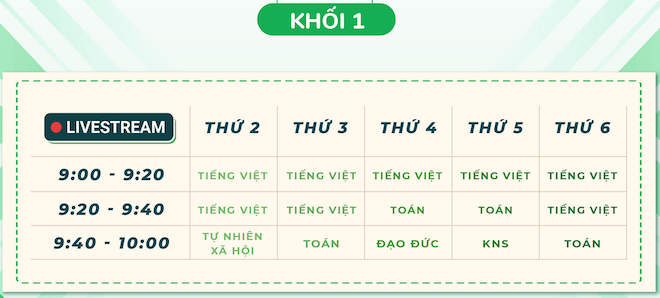 KHỐI 1
LIVESTREAM THỨ 2 THỨ 3 THỨ 4 THỨ 5 THỨ 6
9:00 - 9:20 TIẾNG VIỆT TIẾNG VIỆT TIẾNG VIỆT TIẾNG VIỆT TIẾNG VIỆT
9:20 - 9:40 TIẾNG VIỆT TIẾNG VIỆT TOÁN TOÁN TIẾNG VIỆT
9:40 - 10:00 TỰ NHIÊN XÃ HỘI TOÁN ĐẠO ĐỨC KNS TOÁN